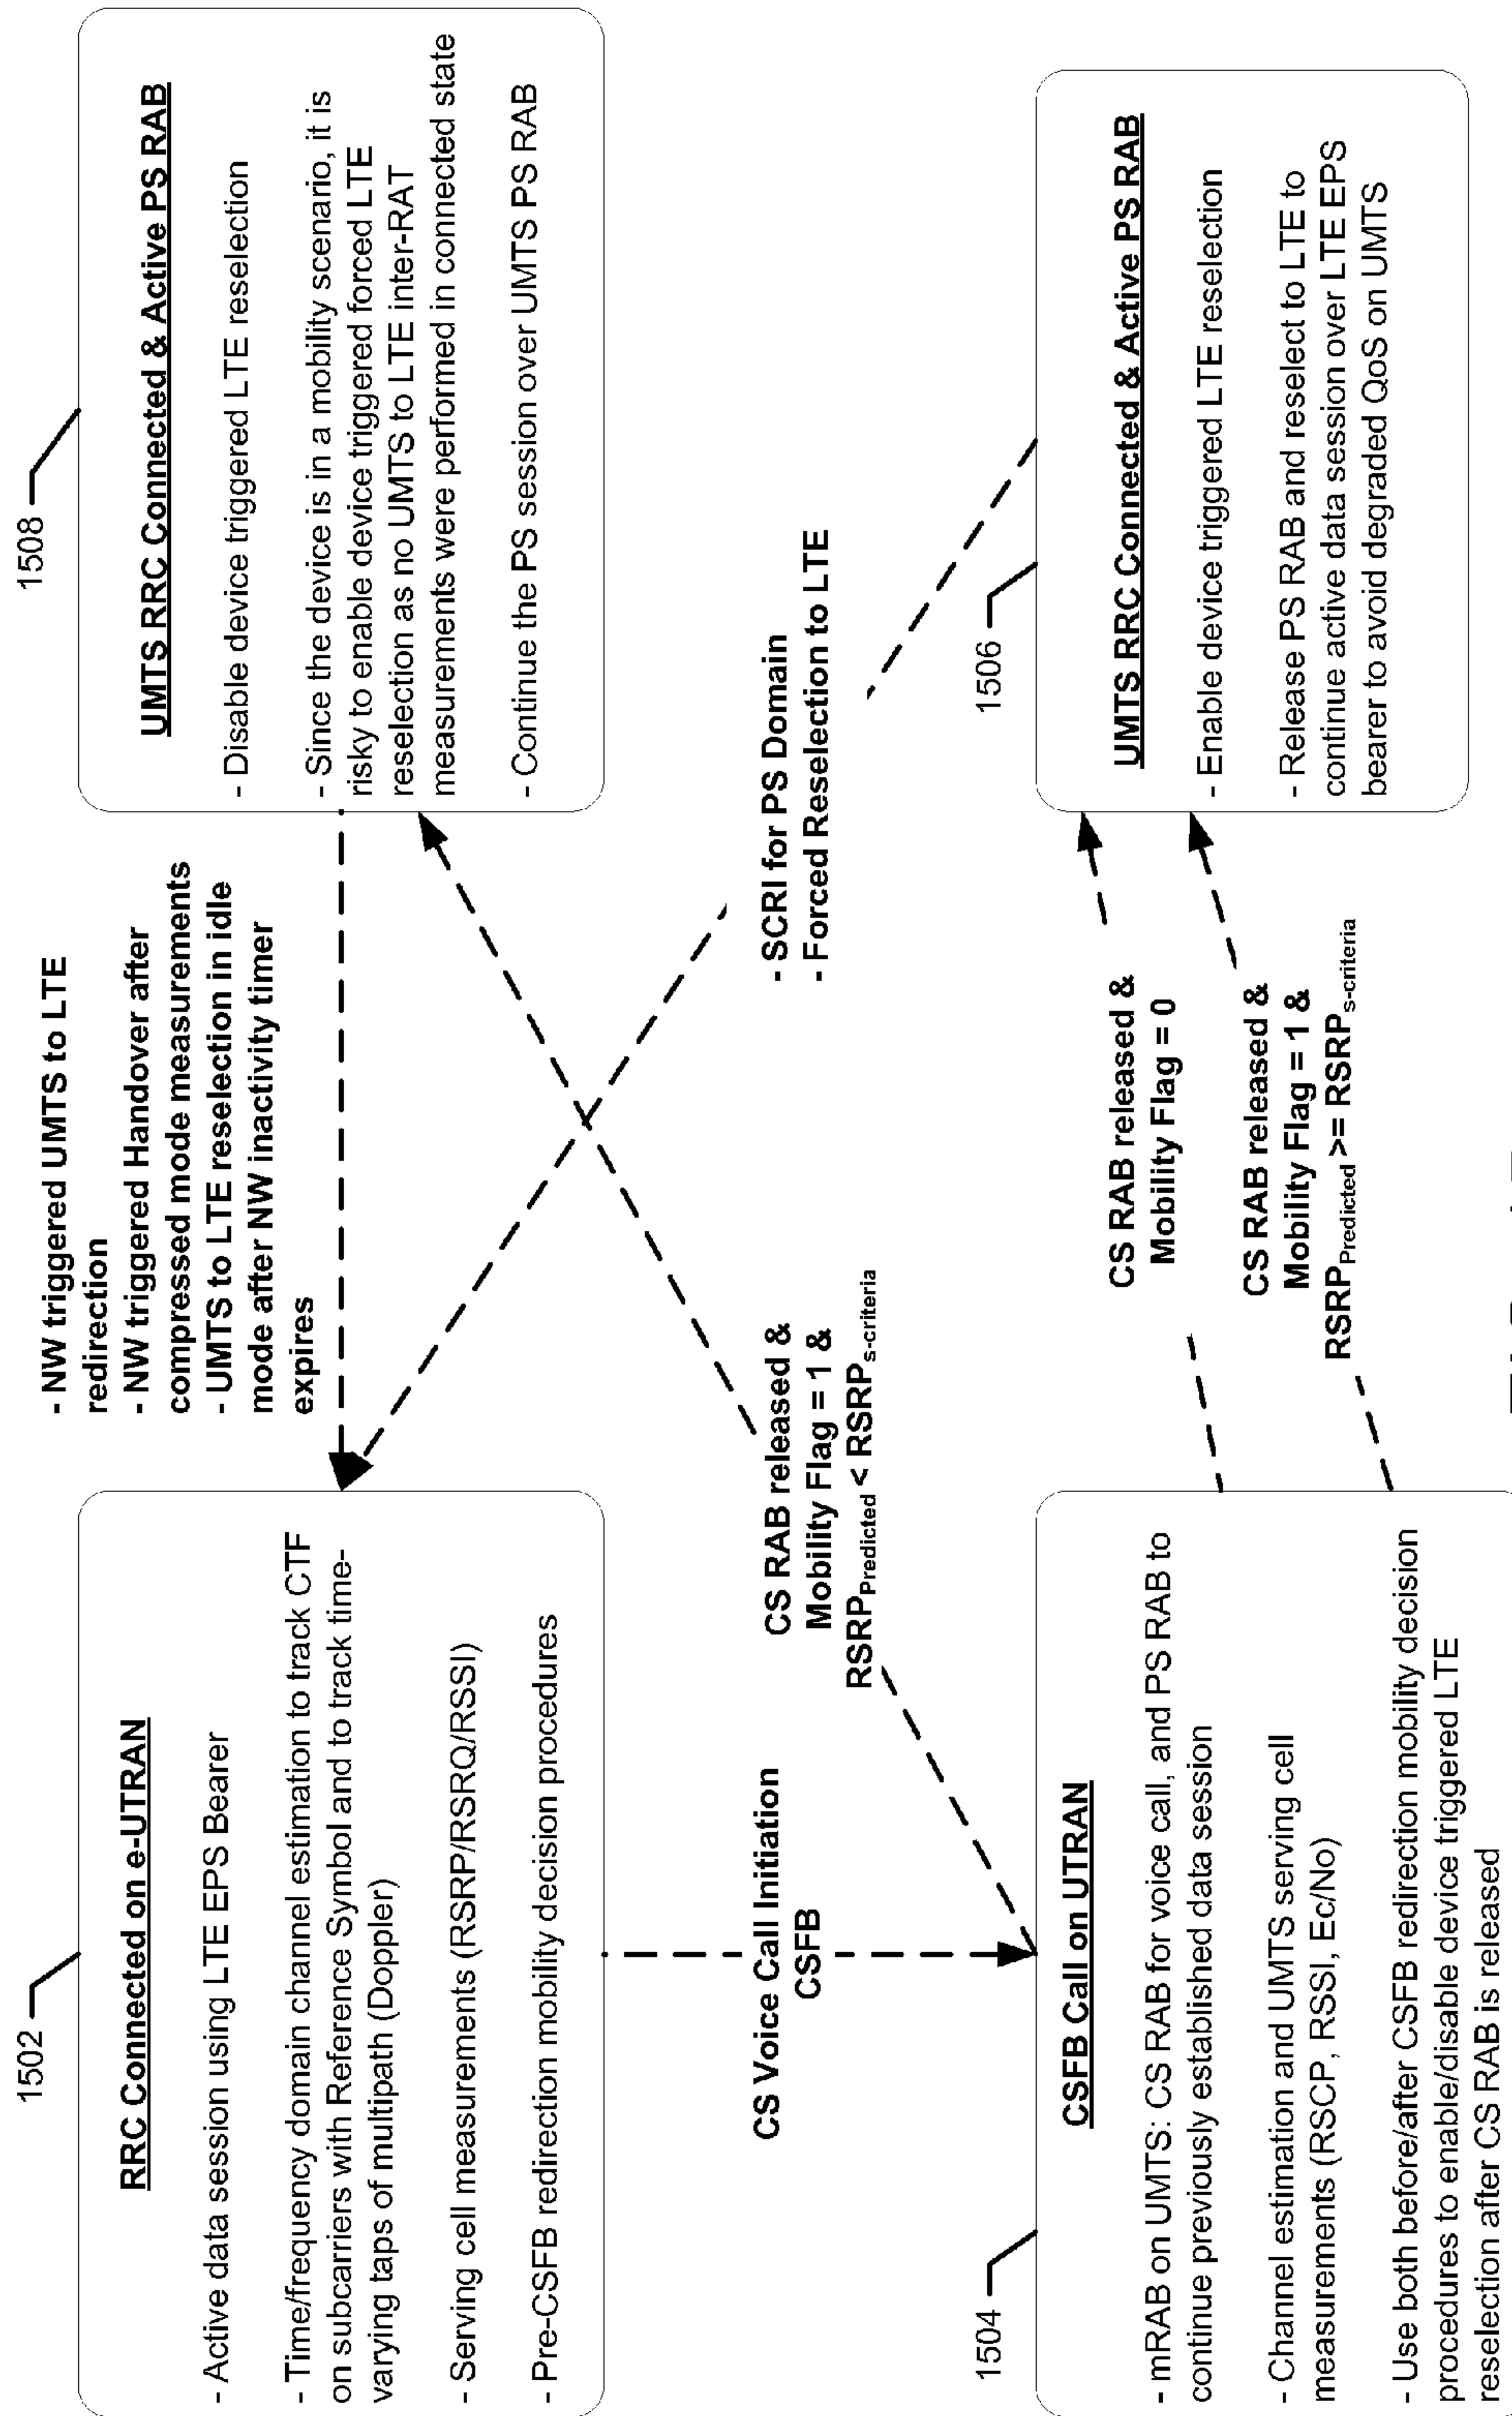 1502
RRC Connected on e-UTRAN
- Active data session using LTE EPS Bearer
- Time/frequency domain channel estimation to track CTF
on subcarriers with Reference Symbol and to track time-
varying taps of multipath (Doppler)
- Serving cell measurements (RSRP/RSRQ/RSSI)
- Pre-CSFB redirection mobility decision procedures
- NW triggered UMTS to LTE
redirection
- NW triggered Handover after
compressed mode measurements
- UMTS to LTE reselection in idle
mode after NW inactivity timer
expires
1508
UMTS RRC Connected & Active PS RAB
- Disable device triggered LTE reselection
- Since the device is in a mobility scenario, it is
risky to enable device triggered forced LTE
reselection as no UMTS to LTE inter-RAT
measurements were performed in connected state
- Continue the PS session over UMTS PS RAB
CS Voice Call Initiation
CSFB
CS RAB released &
Mobility Flag = 1 &
RSRPPredicted < RSRPs-criteria
- SCRI for PS Domain
- Forced Reselection to LTE
1504
CSFB Call on UTRAN
- mRAB on UMTS: CS RAB for voice call, and PS RAB to
continue previously established data session
- Channel estimation and UMTS serving cell
measurements (RSCP, RSSI, Ec/No)
- Use both before/after CSFB redirection mobility decision
procedures to enable/disable device triggered LTE
reselection after CS RAB is released
CS RAB released &
Mobility Flag = 0
CS RAB released &
Mobility Flag = 1 &
RSRPPredicted >= RSRPs-criteria
1506
UMTS RRC Connected & Active PS RAB
- Enable device triggered LTE reselection
- Release PS RAB and reselect to LTE to
continue active data session over LTE EPS
bearer to avoid degraded QoS on UMTS